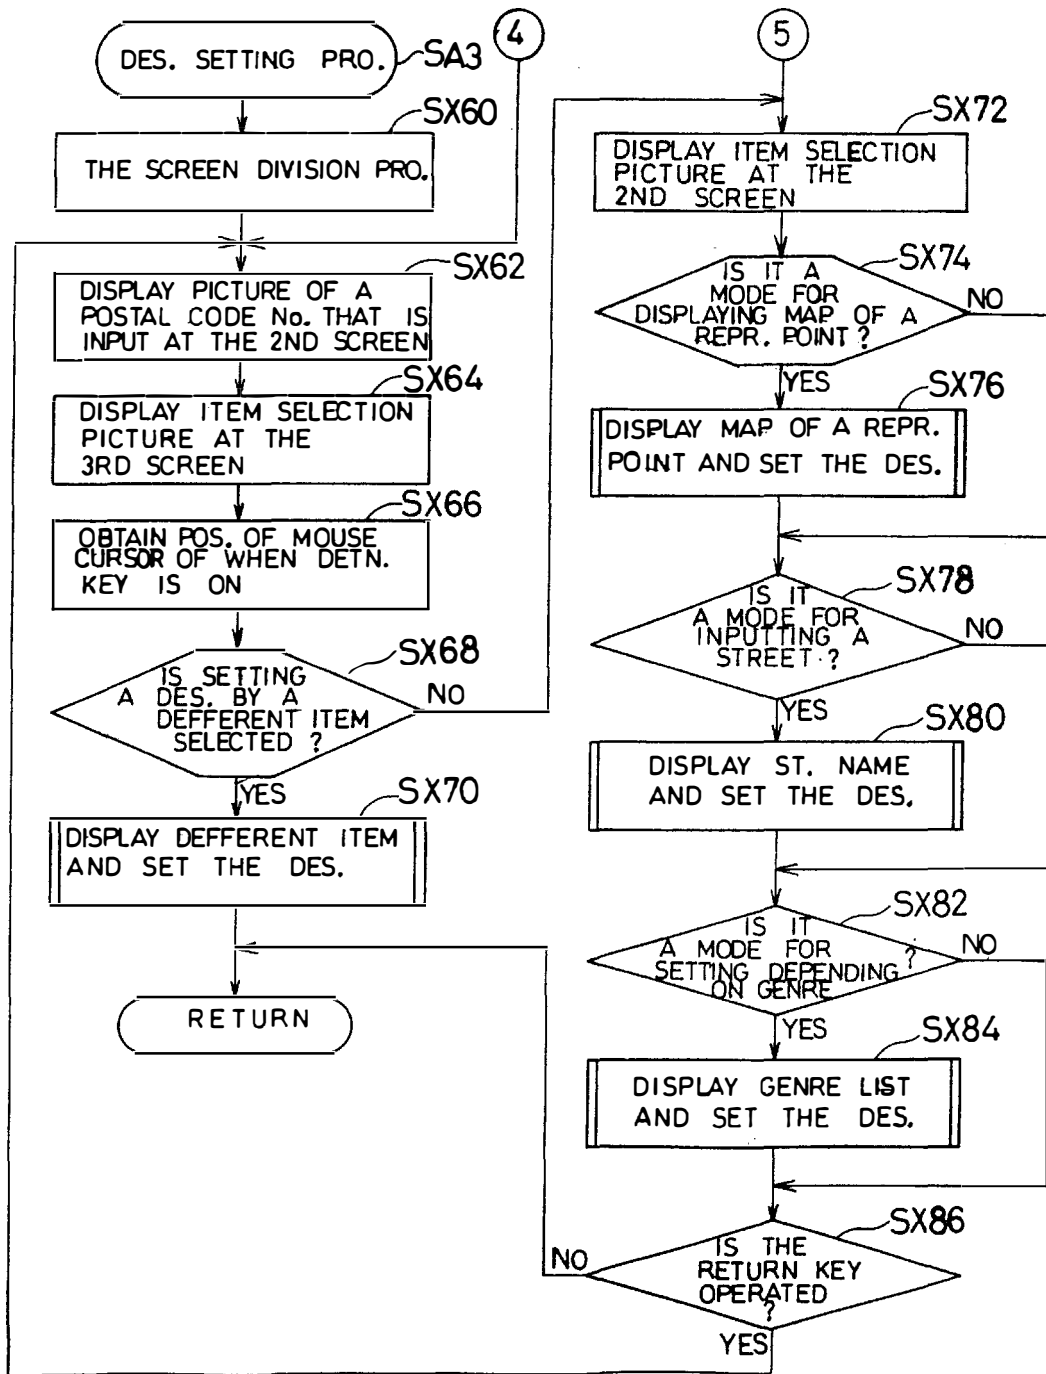 DES. SETTING PRO.
SA3
SX60
THE SCREEN DIVISION PRO.
4
SX62
DISPLAY PICTURE OF A
POSTAL CODE No. THAT IS
INPUT AT THE 2ND SCREEN
SX64
DISPLAY ITEM SELECTION
PICTURE AT THE
3RD SCREEN
SX66
OBTAIN POS. OF MOUSE
CURSOR OF WHEN DETN.
KEY IS ON
SX68
IS SETTING
A DES. BY A
DEFFERENT ITEM
SELECTED ?
NO
YES
SX70
DISPLAY DEFFERENT ITEM
AND SET THE DES.
RETURN
5
SX72
DISPLAY ITEM SELECTION
PICTURE AT THE
2ND SCREEN
SX74
IS IT A
MODE FOR
DISPLAYING MAP OF A
REPR. POINT ?
NO
YES
SX76
DISPLAY MAP OF A REPR.
POINT AND SET THE DES.
SX78
IS IT
A MODE FOR
INPUTTING A
STREET ?
NO
YES
SX80
DISPLAY ST. NAME
AND SET THE DES.
SX82
IS IT
A MODE FOR
SETTING DEPENDING ?
ON GENRE
NO
YES
SX84
DISPLAY GENRE LIST
AND SET THE DES.
SX86
IS THE
RETURN KEY
OPERATED
?
NO
YES